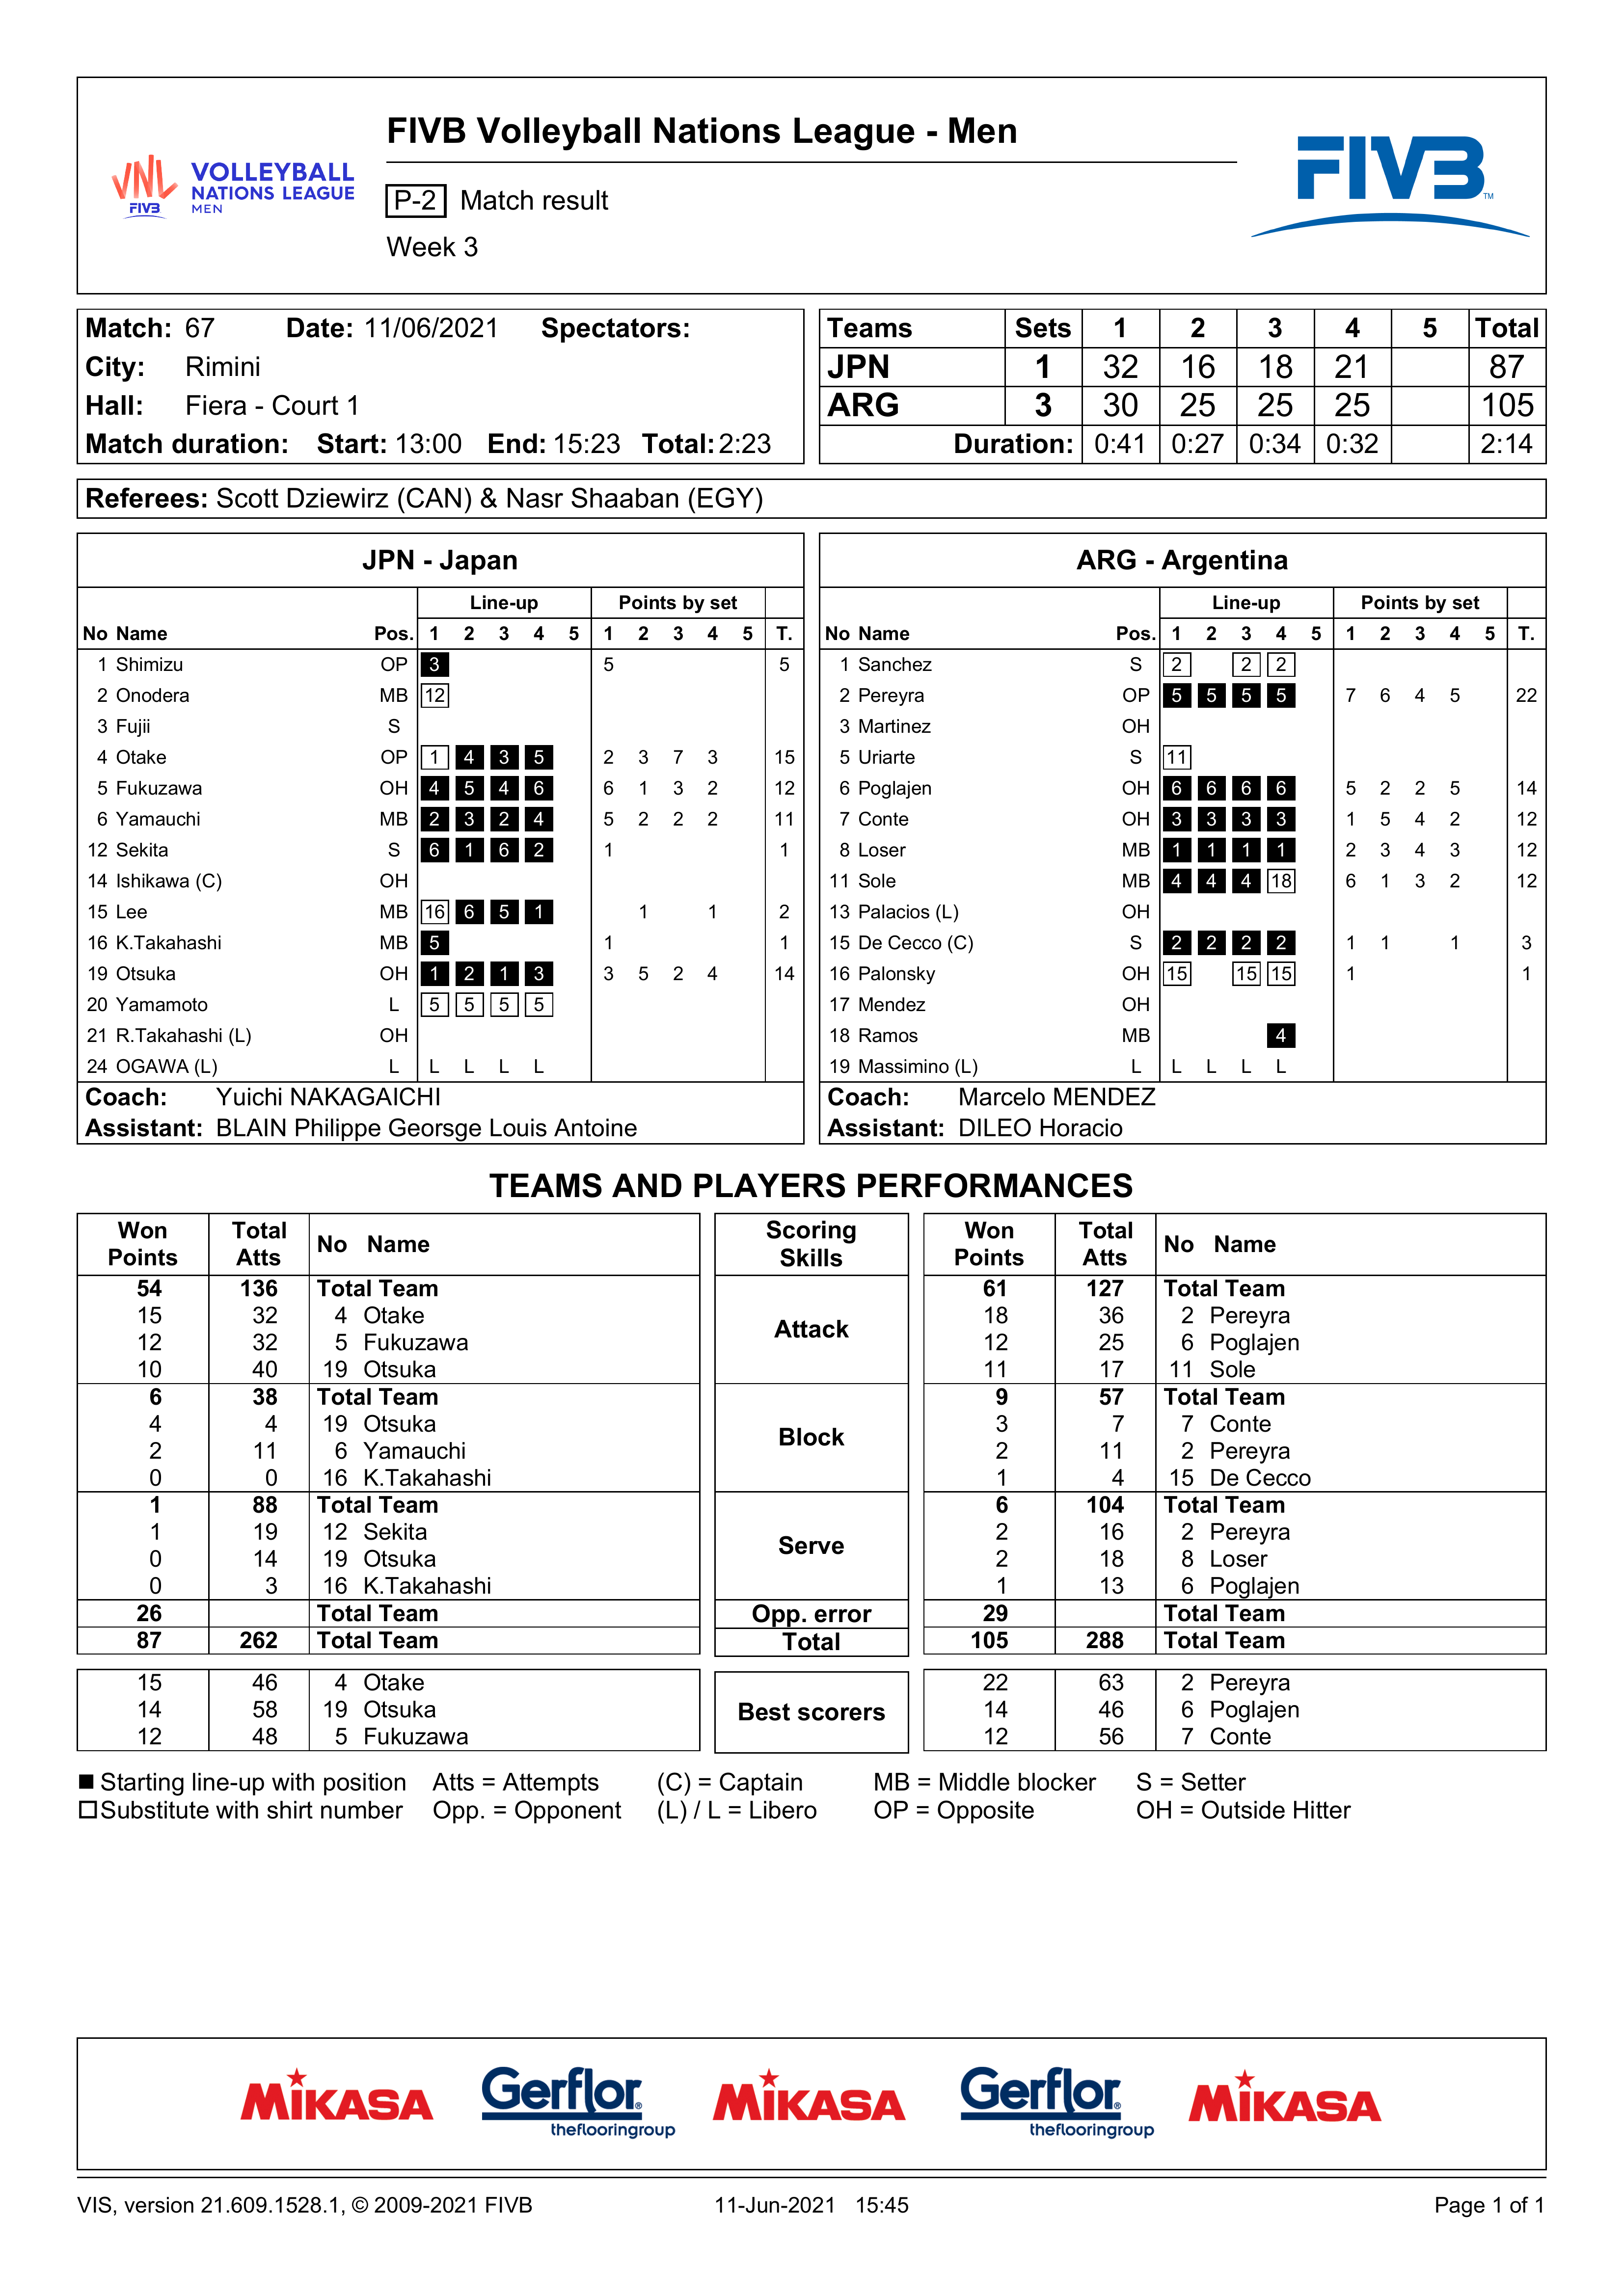 FIVB Volleyball Nations League - Men
VNL FIVB VOLLEYBALL NATIONS LEAGUE MEN
P-2 Match result
Week 3
FIVB TM
Match: 67 Date: 11/06/2021 Spectators:
City: Rimini
Hall: Fiera - Court 1
Match duration: Start: 13:00 End: 15:23 Total: 2:23
Teams Sets 1 2 3 4 5 Total
JPN 1 32 16 18 21 87
ARG 3 30 25 25 25 105
Duration: 0:41 0:27 0:34 0:32 2:14
Referees: Scott Dziewirz (CAN) & Nasr Shaaban (EGY)
JPN - Japan
Line-up Points by set
No Name Pos. 1 2 3 4 5 1 2 3 4 5 T.
1 Shimizu OP 3 5 5
2 Onodera MB 12
3 Fujii S
4 Otake OP 1 4 3 5 2 3 7 3 15
5 Fukuzawa OH 4 5 4 6 6 1 3 2 12
6 Yamauchi MB 2 3 2 4 5 2 2 2 11
12 Sekita S 6 1 6 2 1 1
14 Ishikawa (C) OH
15 Lee MB 16 6 5 1 1 1 2
16 K.Takahashi MB 5 1 1
19 Otsuka OH 1 2 1 3 3 5 2 4 14
20 Yamamoto L 5 5 5 5
21 R.Takahashi (L) OH
24 OGAWA (L) L L L L L
Coach: Yuichi NAKAGAICHI
Assistant: BLAIN Philippe Georsge Louis Antoine
ARG - Argentina
Line-up Points by set
No Name Pos. 1 2 3 4 5 1 2 3 4 5 T.
1 Sanchez S 2 2 2
2 Pereyra OP 5 5 5 5 7 6 4 5 22
3 Martinez OH
5 Uriarte S 11
6 Poglajen OH 6 6 6 6 5 2 2 5 14
7 Conte OH 3 3 3 3 1 5 4 2 12
8 Loser MB 1 1 1 1 2 3 4 3 12
11 Sole MB 4 4 4 18 6 1 3 2 12
13 Palacios (L) OH
15 De Cecco (C) S 2 2 2 2 1 1 1 3
16 Palonsky OH 15 15 15 1 1
17 Mendez OH
18 Ramos MB 4
19 Massimino (L) L L L L L
Coach: Marcelo MENDEZ
Assistant: DILEO Horacio
TEAMS AND PLAYERS PERFORMANCES
Won Points Total Atts No Name Scoring Skills Won Points Total Atts No Name
54 136 Total Team 61 127 Total Team
15 32 4 Otake Attack 18 36 2 Pereyra
12 32 5 Fukuzawa 12 25 6 Poglajen
10 40 19 Otsuka 11 17 11 Sole
6 38 Total Team 9 57 Total Team
4 4 19 Otsuka Block 3 7 7 Conte
2 11 6 Yamauchi 2 11 2 Pereyra
0 0 16 K.Takahashi 1 4 15 De Cecco
1 88 Total Team 6 104 Total Team
1 19 12 Sekita Serve 2 16 2 Pereyra
0 14 19 Otsuka 2 18 8 Loser
0 3 16 K.Takahashi 1 13 6 Poglajen
26 Total Team Opp. error 29 Total Team
87 262 Total Team Total 105 288 Total Team
15 46 4 Otake 22 63 2 Pereyra
14 58 19 Otsuka Best scorers 14 46 6 Poglajen
12 48 5 Fukuzawa 12 56 7 Conte
Starting line-up with position Atts = Attempts (C) = Captain MB = Middle blocker S = Setter
Substitute with shirt number Opp. = Opponent (L) / L = Libero OP = Opposite OH = Outside Hitter
MIKASA Gerflor® theflooringgroup MIKASA Gerflor® theflooringgroup MIKASA
VIS, version 21.609.1528.1, © 2009-2021 FIVB 11-Jun-2021 15:45 Page 1 of 1